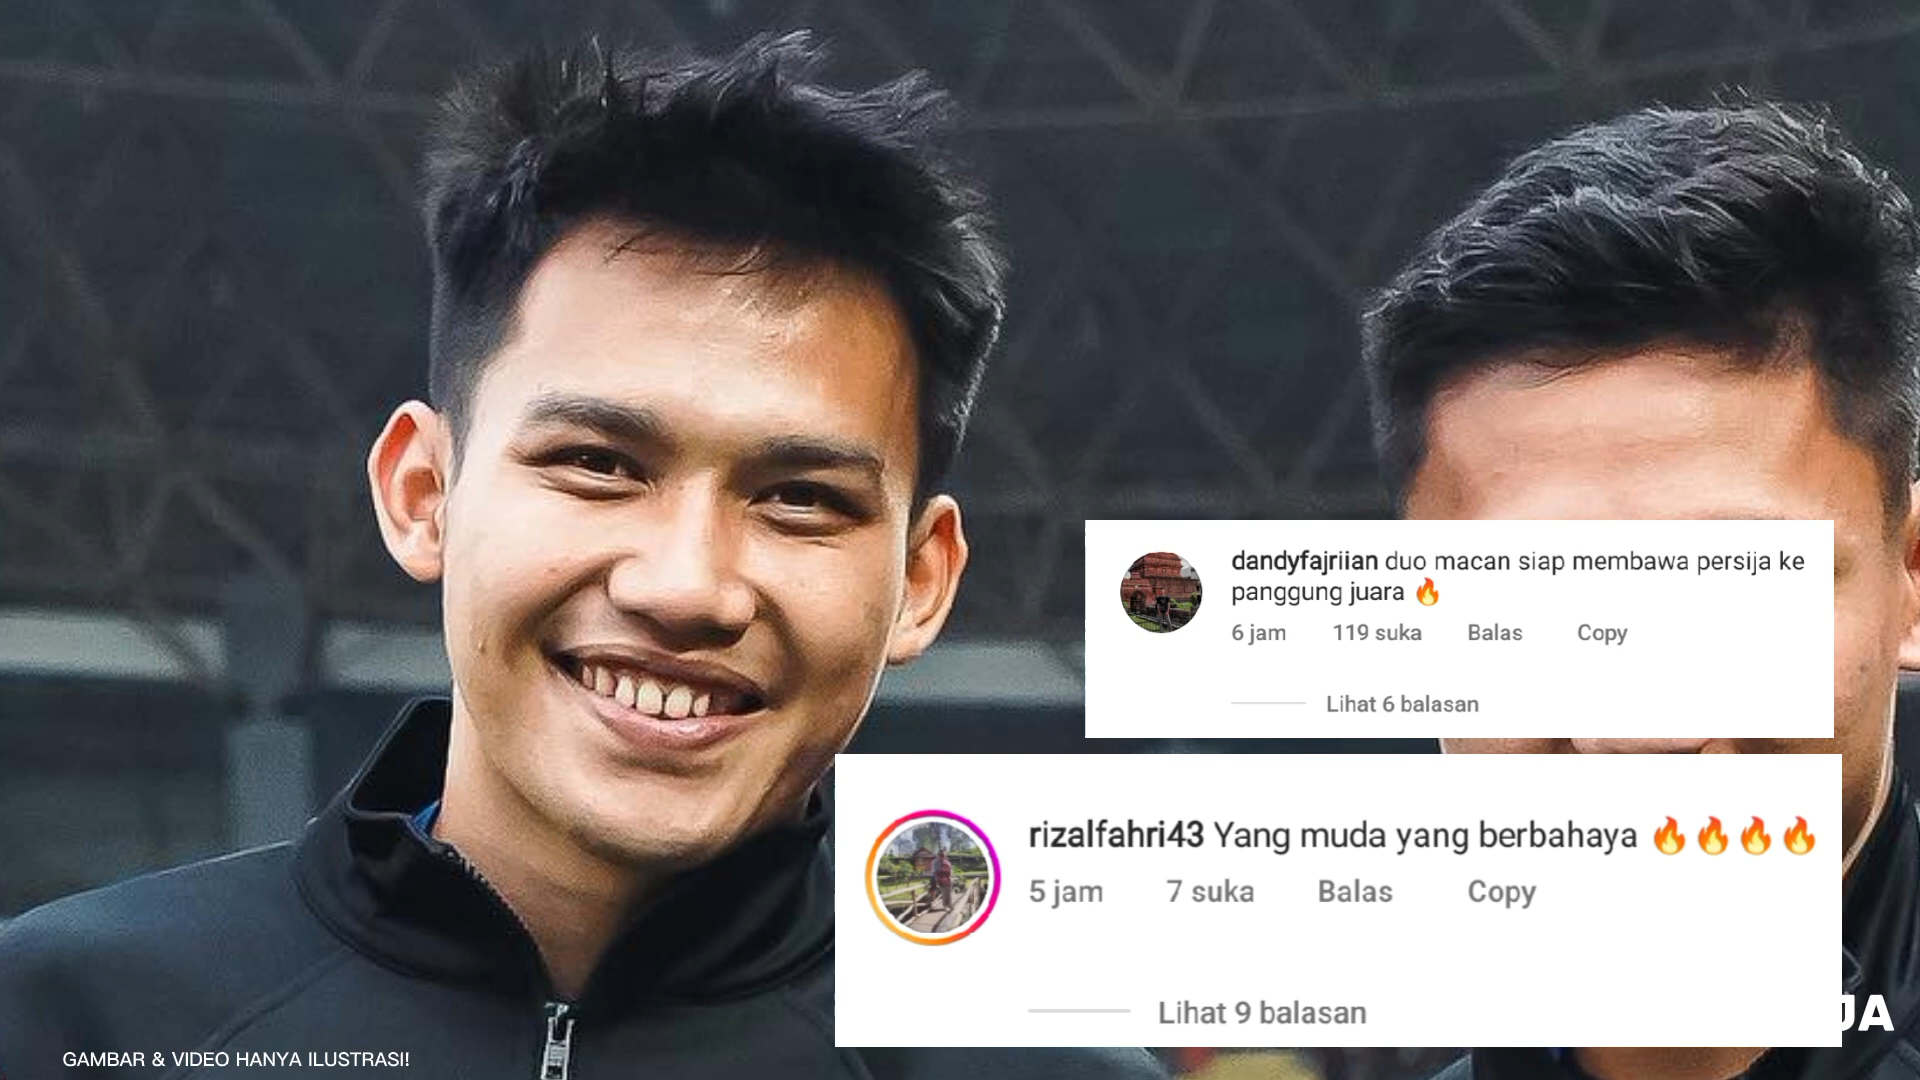 dandyfajriian duo macan siap membawa persija ke
panggung juara 🔥
6 jam 119 suka Balas Copy
Lihat 6 balasan
rizalfahri43 Yang muda yang berbahaya 🔥🔥🔥🔥
5 jam 7 suka Balas Copy
Lihat 9 balasan
JA
GAMBAR & VIDEO HANYA ILUSTRASI!